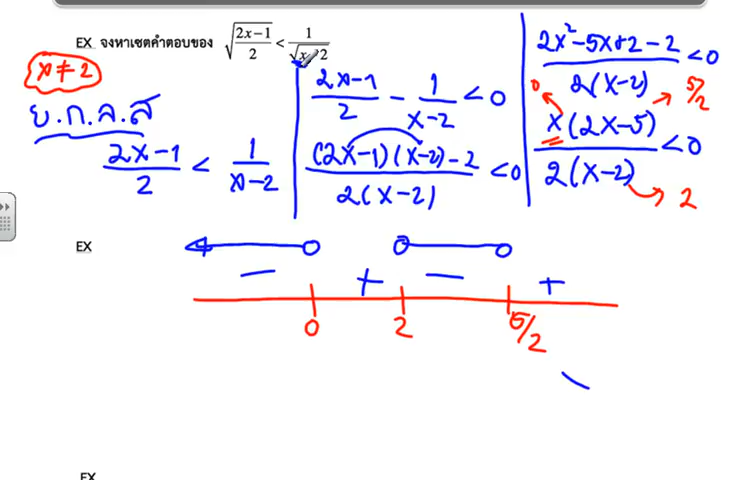 EX จงหาเซตคำตอบของ √((2x−1)/2) < 1/√(x−2)
x ≠ 2
ย.ก.ล.ส
(2x−1)/2 < 1/(x−2)
(2x−1)/2 − 1/(x−2) < 0
((2x−1)(x−2)−2)/(2(x−2)) < 0
(2x²−5x+2−2)/(2(x−2)) < 0
0 5/2
x(2x−5)/(2(x−2)) < 0
2
EX
− + − +
0 2 5/2
EX